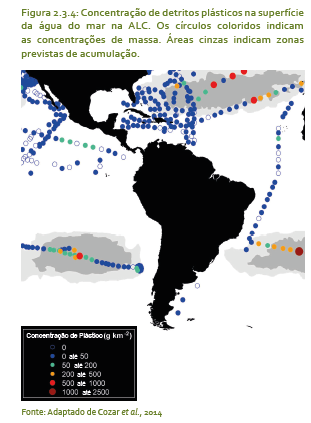 Figura 2.3.4: Concentração de detritos plásticos na superfície
da água do mar na ALC. Os círculos coloridos indicam
as concentrações de massa. Áreas cinzas indicam zonas
previstas de acumulação.
Concentração de Plástico (g km⁻²)
0
0 até 50
50 até 200
200 até 500
500 até 1000
1000 até 2500
Fonte: Adaptado de Cozar et al., 2014